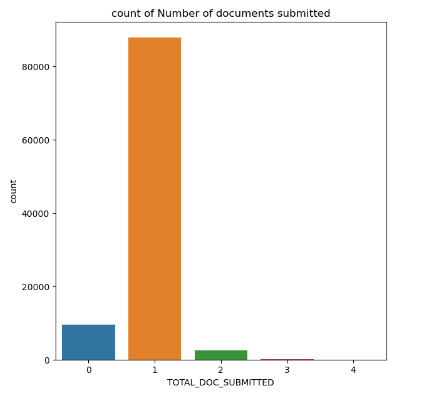 count of Number of documents submitted
80000
60000
40000
20000
0
count
0 1 2 3 4
TOTAL_DOC_SUBMITTED